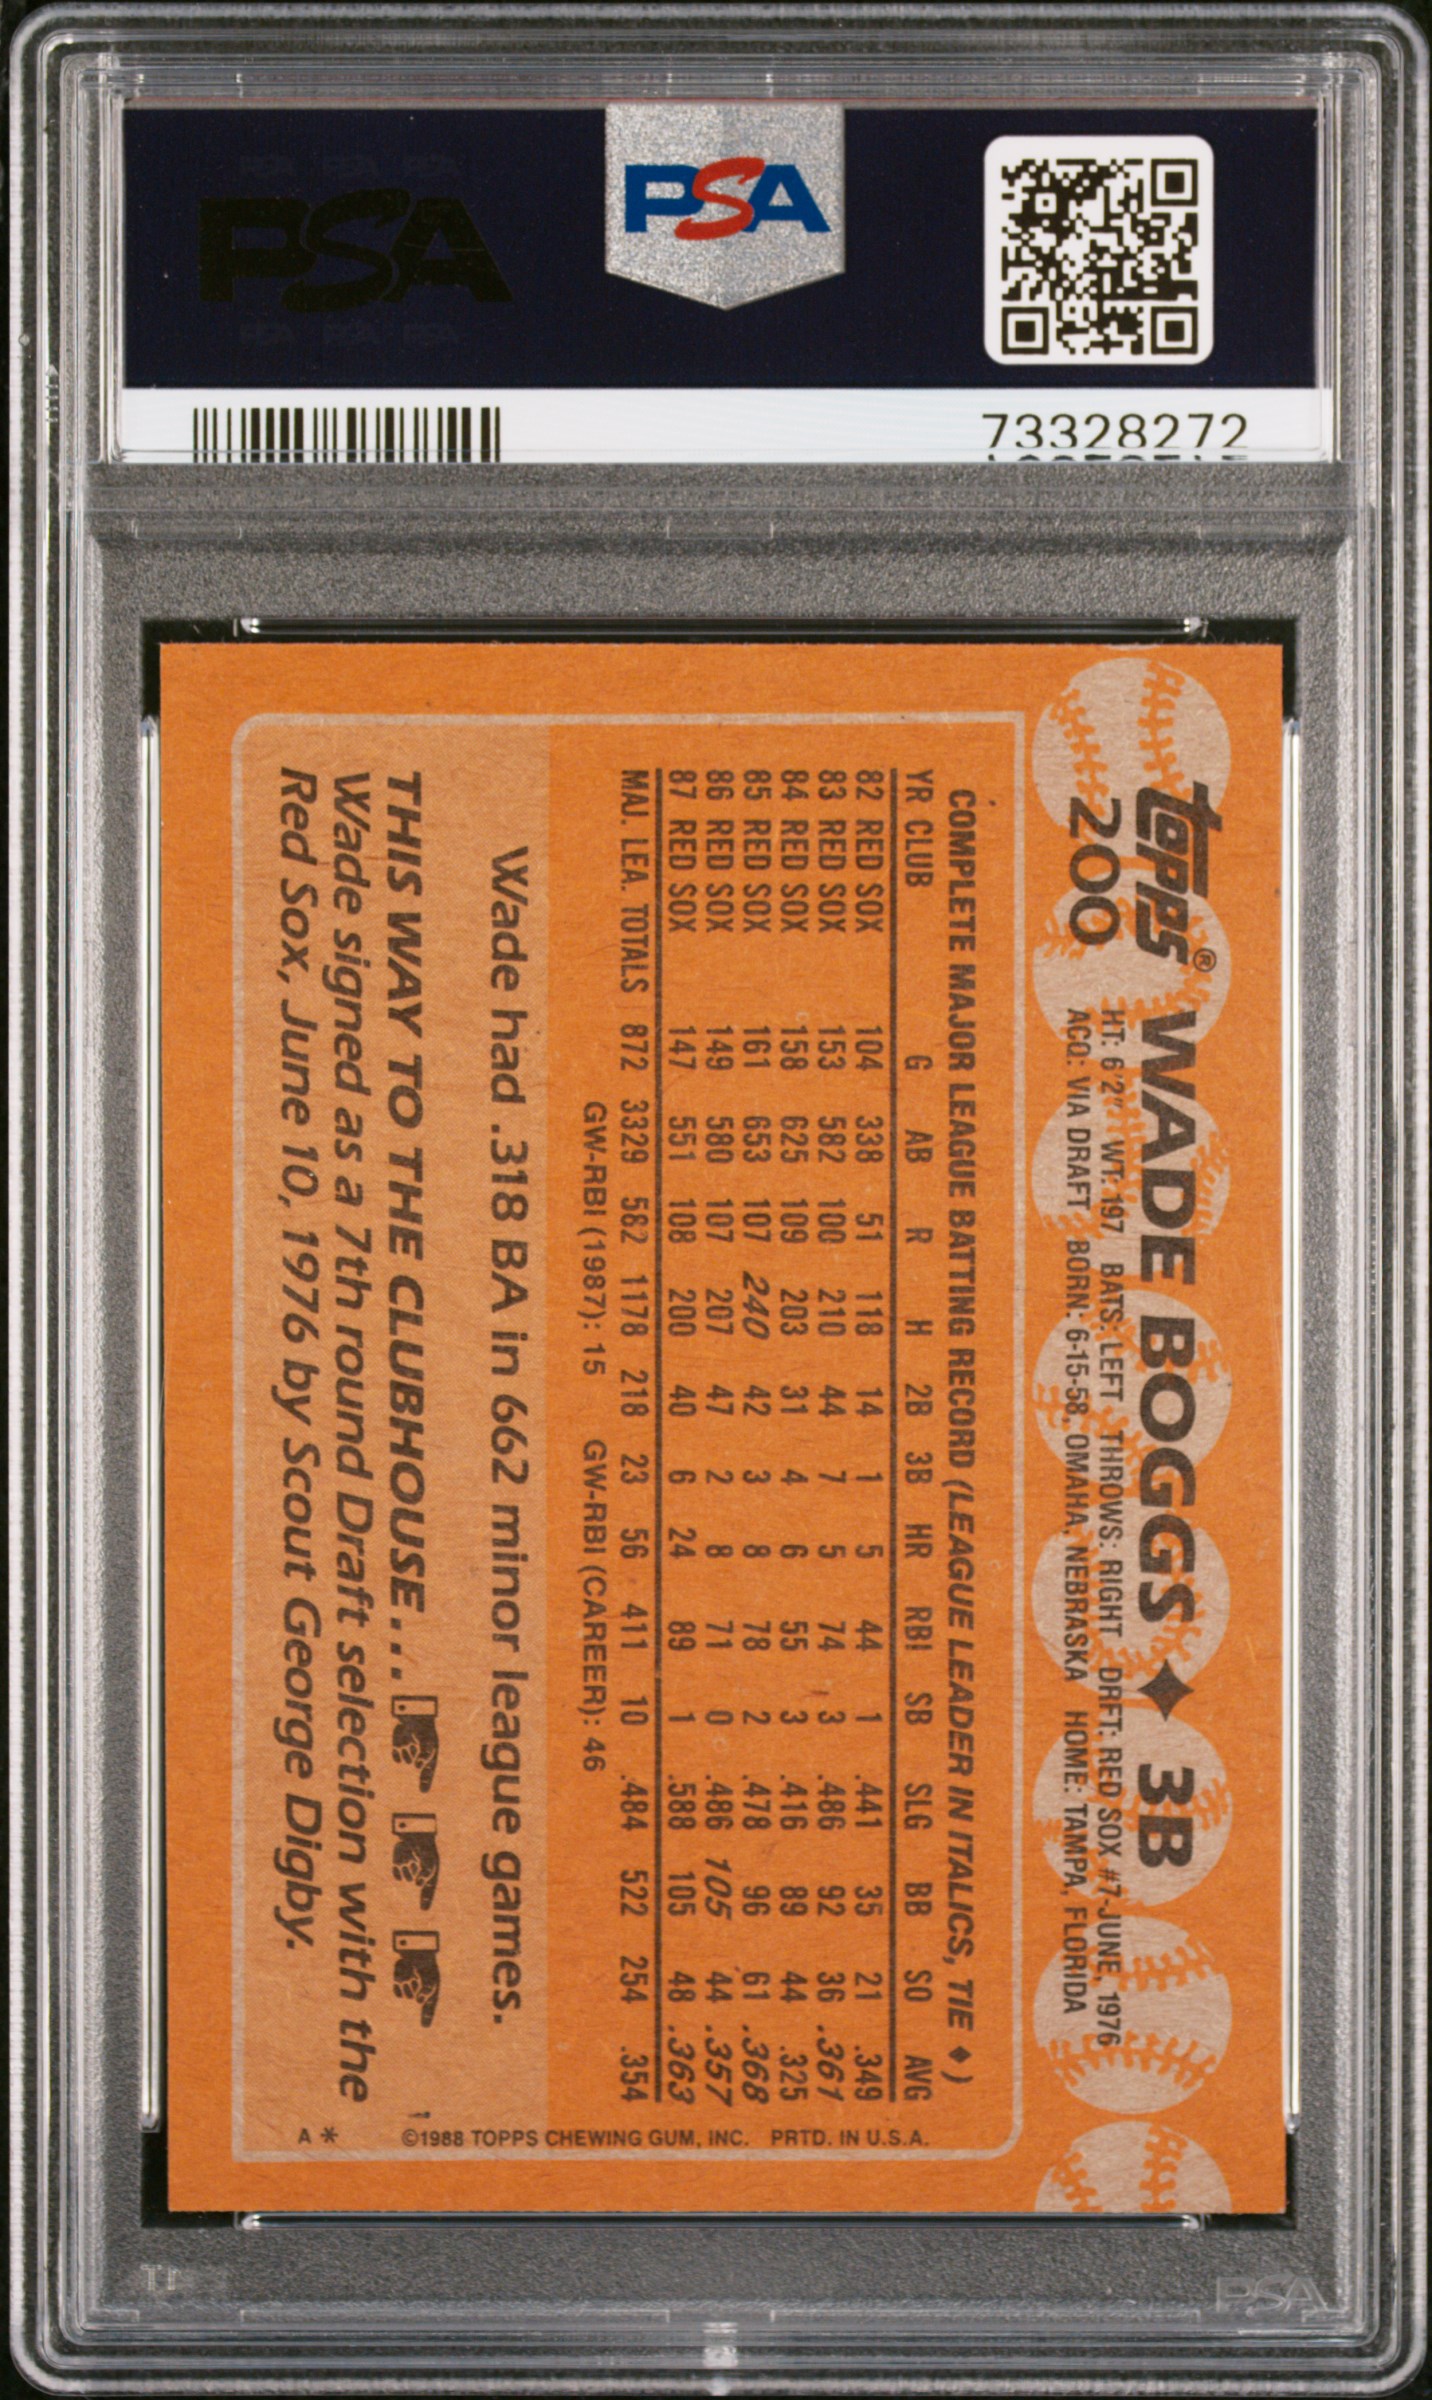 PSA
PSA
73328272
topps®
200
WADE BOGGS ♦ 3B
HT: 6'2" WT: 197 BATS: LEFT THROWS: RIGHT DRFT: RED SOX #7-JUNE, 1976
ACQ: VIA DRAFT BORN: 6-15-58, OMAHA, NEBRASKA HOME: TAMPA, FLORIDA
COMPLETE MAJOR LEAGUE BATTING RECORD (LEAGUE LEADER IN ITALICS, TIE ♦)
YR CLUB G AB R H 2B 3B HR RBI SB SLG BB SO AVG
82 RED SOX 104 338 51 118 14 1 5 44 1 .441 35 21 .349
83 RED SOX 153 582 100 210 44 7 5 74 3 .486 92 36 .361
84 RED SOX 158 625 109 203 31 4 6 55 3 .416 89 44 .325
85 RED SOX 161 653 107 240 42 3 8 78 2 .478 96 61 .368
86 RED SOX 149 580 107 207 47 2 8 71 0 .486 105 44 .357
87 RED SOX 147 551 108 200 40 6 24 89 1 .588 105 48 .363
MAJ. LEA. TOTALS 872 3329 582 1178 218 23 56 411 10 .484 522 254 .354
GW-RBI (1987): 15 GW-RBI (CAREER): 46
Wade had .318 BA in 662 minor league games.
THIS WAY TO THE CLUBHOUSE...
Wade signed as a 7th round Draft selection with the
Red Sox, June 10, 1976 by Scout George Digby.
©1988 TOPPS CHEWING GUM, INC. PRTD. IN U.S.A.
A*
PSA